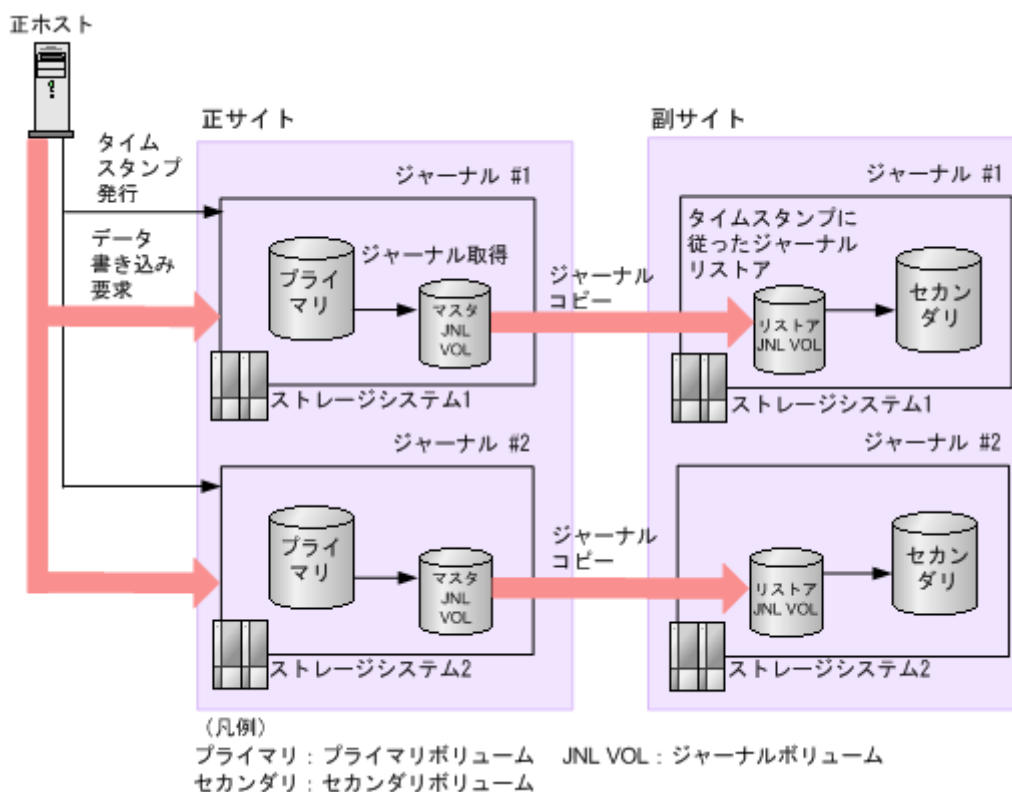 正ホスト
タイム
スタンプ
発行
データ
書き込み
要求
正サイト
ジャーナル #1
プライ
マリ
ジャーナル取得
マスタ
JNL
VOL
ストレージシステム1
ジャーナル
コピー
副サイト
ジャーナル #1
タイムスタンプに
従ったジャーナル
リストア
リストア
JNL VOL
セカン
ダリ
ストレージシステム1
ジャーナル #2
プライ
マリ
マスタ
JNL
VOL
ストレージシステム2
ジャーナル
コピー
ジャーナル #2
リストア
JNL VOL
セカン
ダリ
ストレージシステム2
(凡例)
プライマリ：プライマリボリューム　JNL VOL：ジャーナルボリューム
セカンダリ：セカンダリボリューム